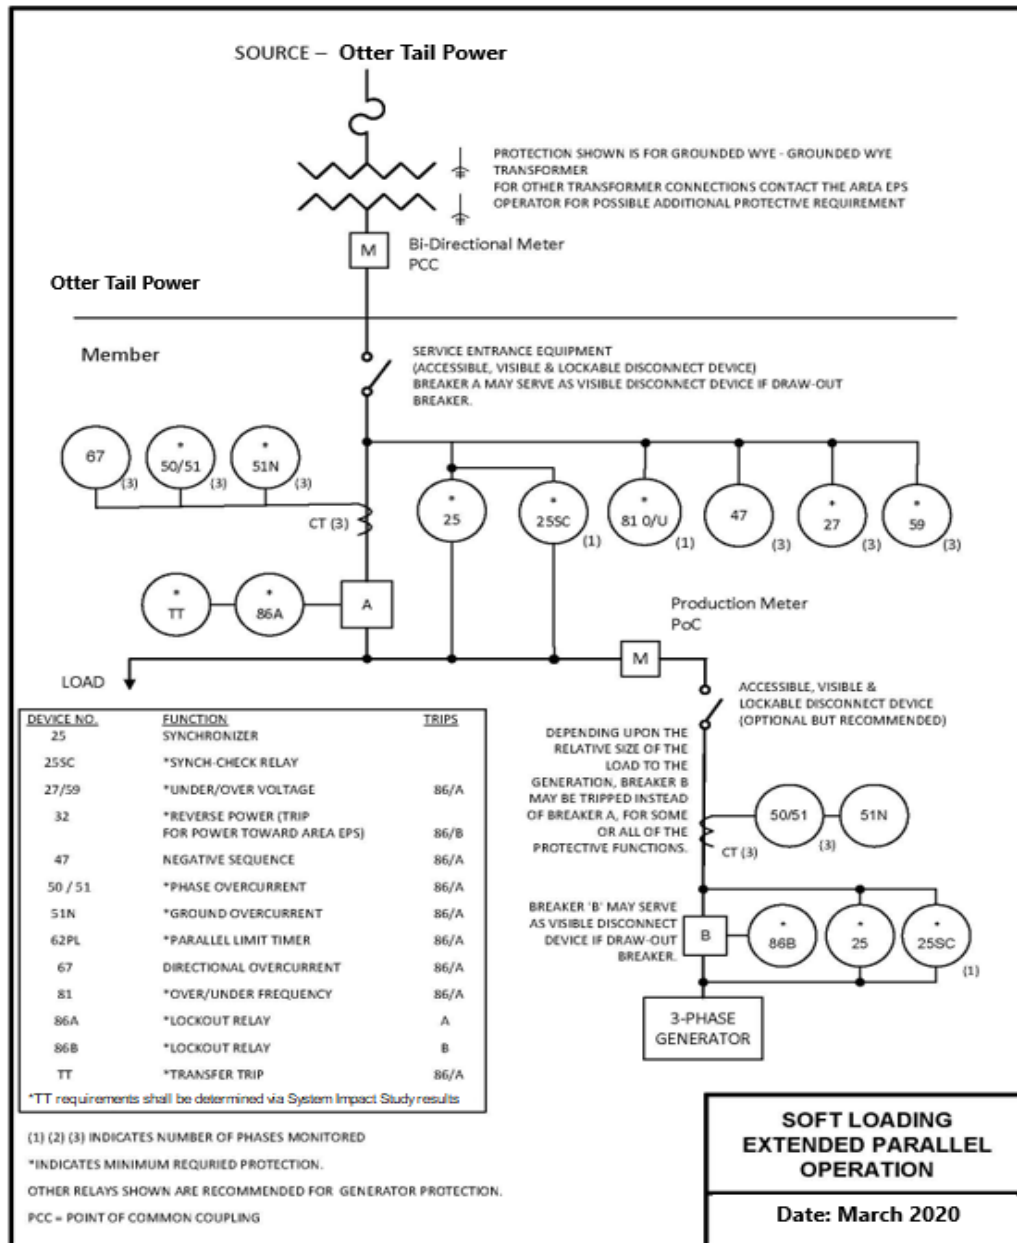 SOURCE – Otter Tail Power
PROTECTION SHOWN IS FOR GROUNDED WYE - GROUNDED WYE
TRANSFORMER
FOR OTHER TRANSFORMER CONNECTIONS CONTACT THE AREA EPS
OPERATOR FOR POSSIBLE ADDITIONAL PROTECTIVE REQUIREMENT
M
Bi-Directional Meter
PCC
Otter Tail Power
Member
SERVICE ENTRANCE EQUIPMENT
(ACCESSIBLE, VISIBLE & LOCKABLE DISCONNECT DEVICE)
BREAKER A MAY SERVE AS VISIBLE DISCONNECT DEVICE IF DRAW-OUT
BREAKER.
67
(3)
*
50/51
(3)
*
51N
(3)
CT (3)
*
25
*
25SC
(1)
*
81 O/U
(1)
47
(3)
*
27
(3)
*
59
(3)
*
TT
*
86A
A
Production Meter
PoC
M
LOAD
ACCESSIBLE, VISIBLE &
LOCKABLE DISCONNECT DEVICE
(OPTIONAL BUT RECOMMENDED)
DEPENDING UPON THE
RELATIVE SIZE OF THE
LOAD TO THE
GENERATION, BREAKER B
MAY BE TRIPPED INSTEAD
OF BREAKER A, FOR SOME
OR ALL OF THE
PROTECTIVE FUNCTIONS.
CT (3)
50/51
(3)
51N
BREAKER 'B' MAY SERVE
AS VISIBLE DISCONNECT
DEVICE IF DRAW-OUT
BREAKER.
B
*
86B
*
25
*
25SC
(1)
3-PHASE
GENERATOR
DEVICE NO. FUNCTION TRIPS
25 SYNCHRONIZER
25SC *SYNCH-CHECK RELAY
27/59 *UNDER/OVER VOLTAGE 86/A
32 *REVERSE POWER (TRIP
FOR POWER TOWARD AREA EPS) 86/B
47 NEGATIVE SEQUENCE 86/A
50 / 51 *PHASE OVERCURRENT 86/A
51N *GROUND OVERCURRENT 86/A
62PL *PARALLEL LIMIT TIMER 86/A
67 DIRECTIONAL OVERCURRENT 86/A
81 *OVER/UNDER FREQUENCY 86/A
86A *LOCKOUT RELAY A
86B *LOCKOUT RELAY B
TT *TRANSFER TRIP 86/A
*TT requirements shall be determined via System Impact Study results
(1) (2) (3) INDICATES NUMBER OF PHASES MONITORED
*INDICATES MINIMUM REQURIED PROTECTION.
OTHER RELAYS SHOWN ARE RECOMMENDED FOR GENERATOR PROTECTION.
PCC = POINT OF COMMON COUPLING
SOFT LOADING
EXTENDED PARALLEL
OPERATION
Date: March 2020